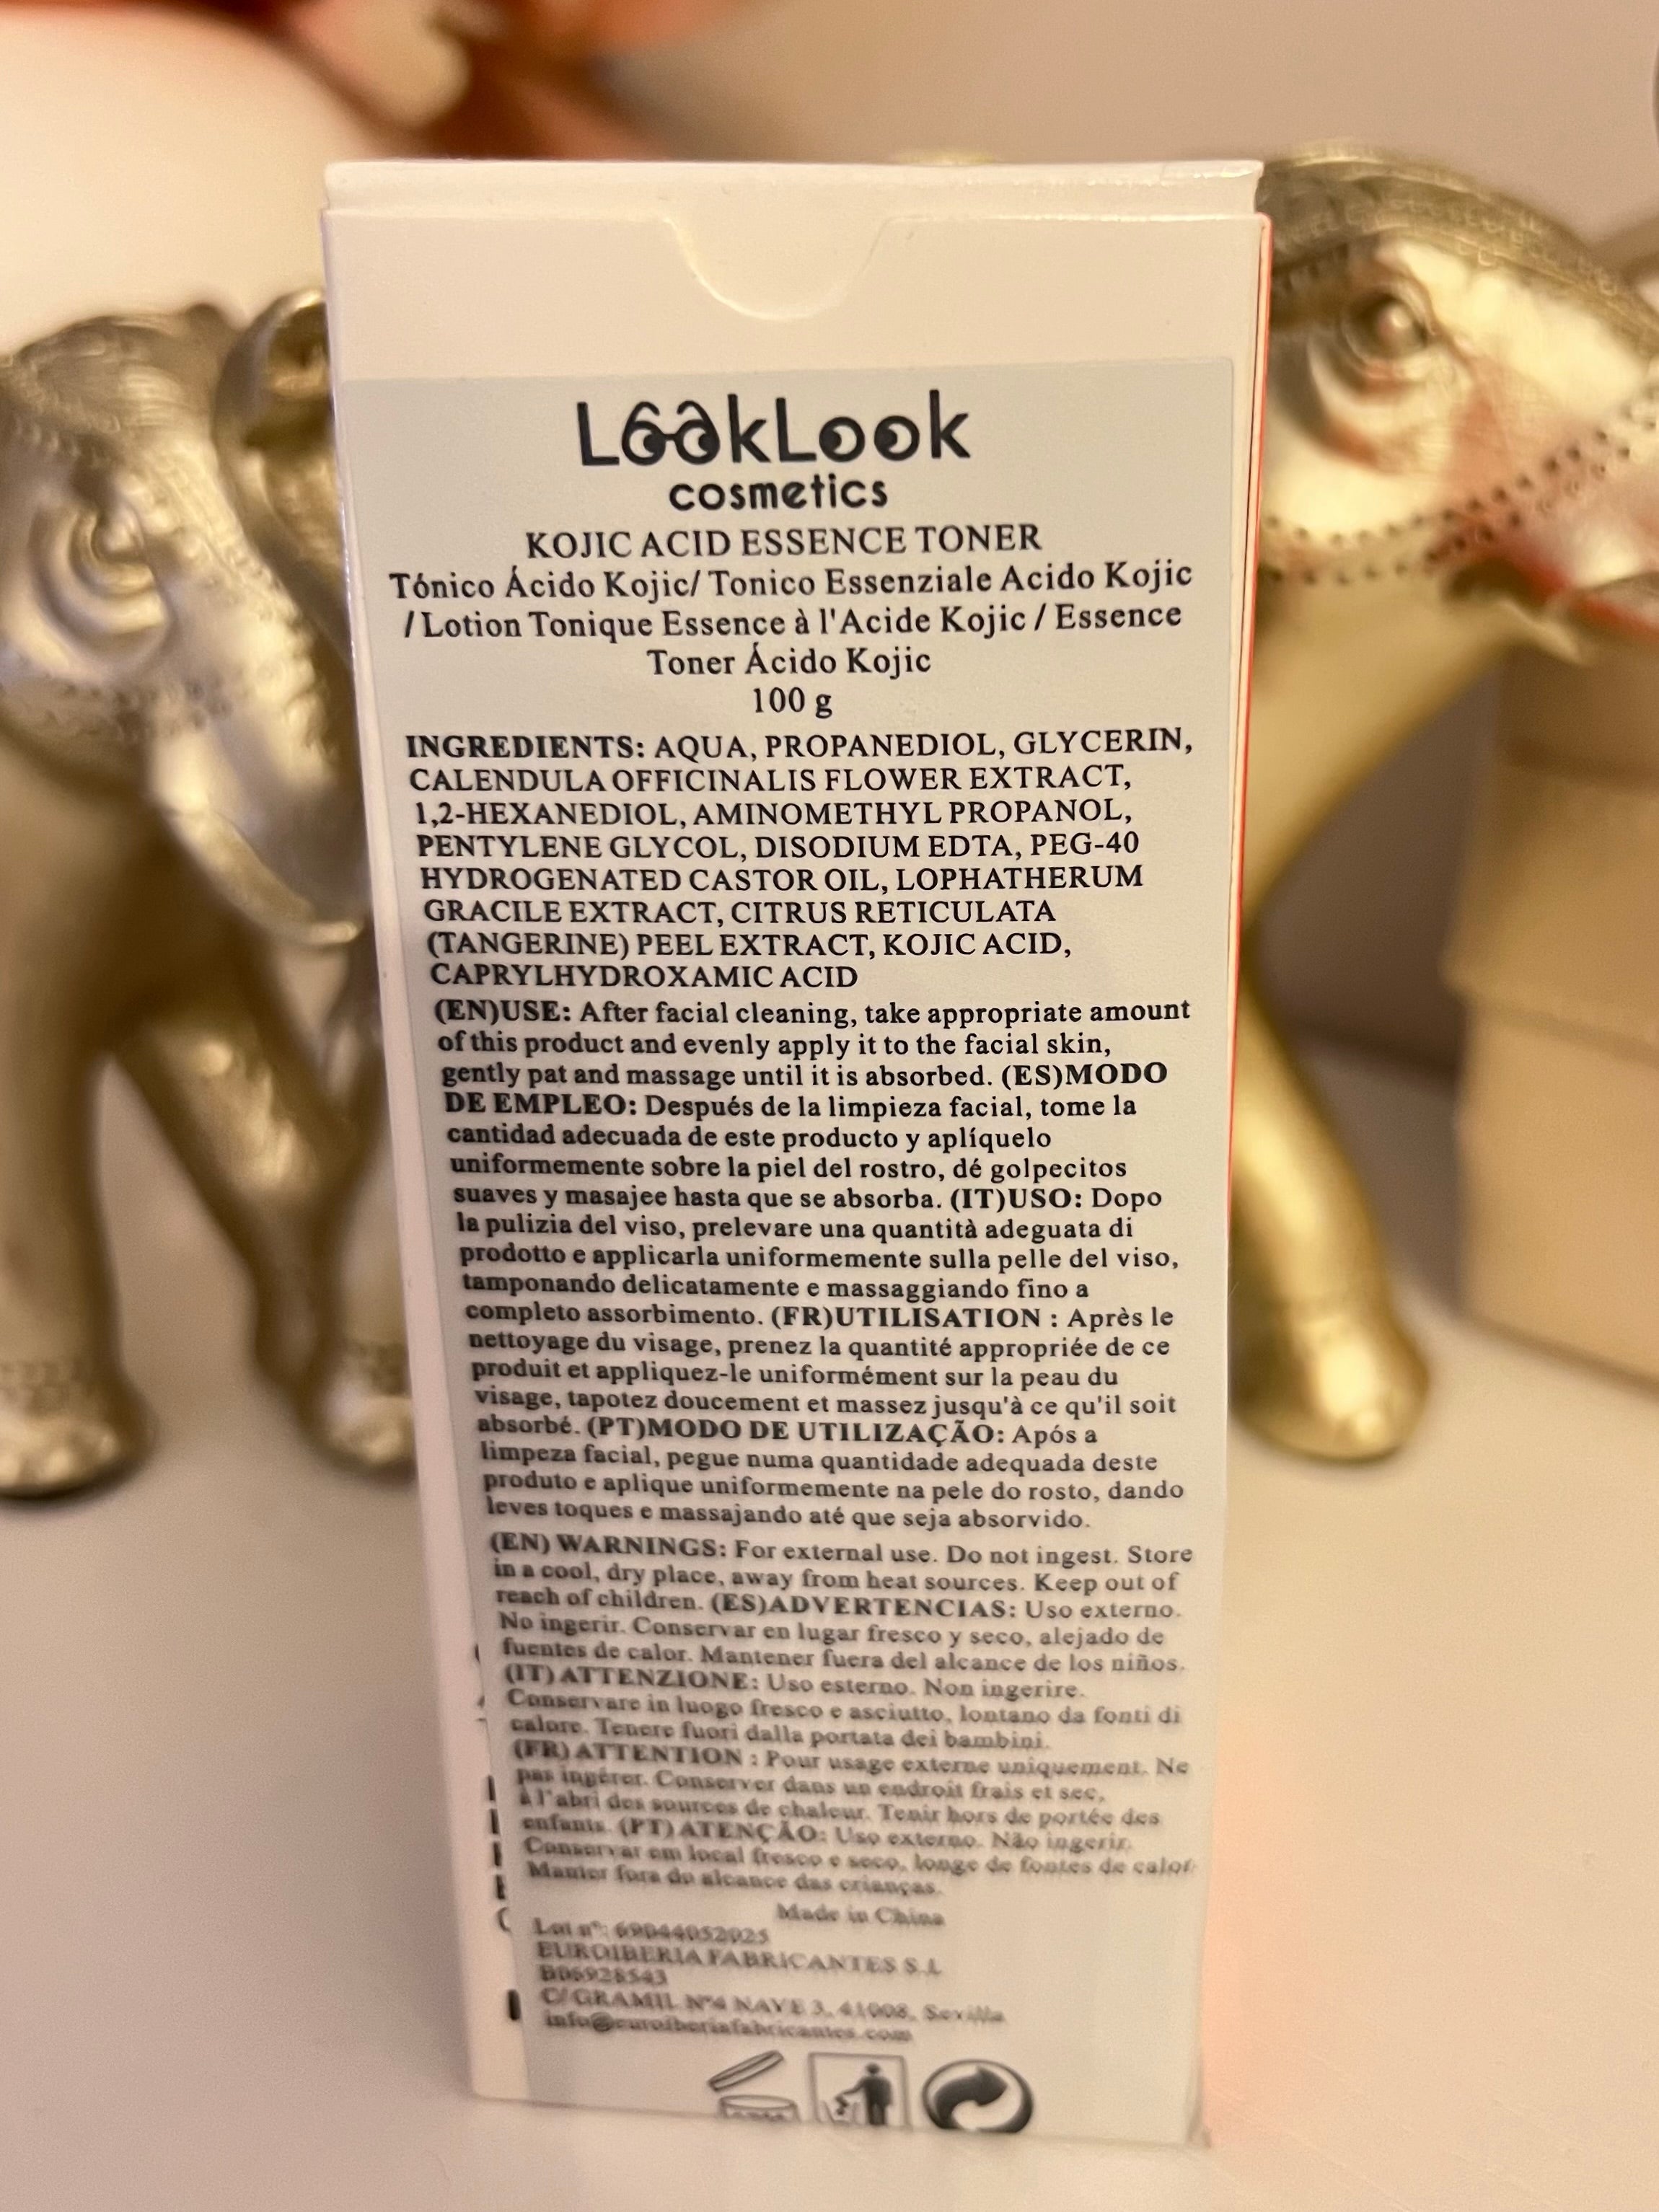 LookLook
cosmetics
KOJIC ACID ESSENCE TONER
Tónico Ácido Kojic/ Tonico Essenziale Acido Kojic
/ Lotion Tonique Essence à l'Acide Kojic / Essence
Toner Ácido Kojic
100 g
INGREDIENTS: AQUA, PROPANEDIOL, GLYCERIN,
CALENDULA OFFICINALIS FLOWER EXTRACT,
1,2-HEXANEDIOL, AMINOMETHYL PROPANOL,
PENTYLENE GLYCOL, DISODIUM EDTA, PEG-40
HYDROGENATED CASTOR OIL, LOPHATHERUM
GRACILE EXTRACT, CITRUS RETICULATA
(TANGERINE) PEEL EXTRACT, KOJIC ACID,
CAPRYLHYDROXAMIC ACID
(EN)USE: After facial cleaning, take appropriate amount
of this product and evenly apply it to the facial skin,
gently pat and massage until it is absorbed. (ES)MODO
DE EMPLEO: Después de la limpieza facial, tome la
cantidad adecuada de este producto y aplíquelo
uniformemente sobre la piel del rostro, dé golpecitos
suaves y masajee hasta que se absorba. (IT)USO: Dopo
la pulizia del viso, prelevare una quantità adeguata di
prodotto e applicarla uniformemente sulla pelle del viso,
tamponando delicatamente e massaggiando fino a
completo assorbimento. (FR)UTILISATION : Après le
nettoyage du visage, prenez la quantité appropriée de ce
produit et appliquez-le uniformément sur la peau du
visage, tapotez doucement et massez jusqu'à ce qu'il soit
absorbé. (PT)MODO DE UTILIZAÇÃO: Após a
limpeza facial, pegue numa quantidade adequada deste
produto e aplique uniformemente na pele do rosto, dando
leves toques e massajando até que seja absorvido.
(EN) WARNINGS: For external use. Do not ingest. Store
in a cool, dry place, away from heat sources. Keep out of
reach of children. (ES)ADVERTENCIAS: Uso externo.
No ingerir. Conservar en lugar fresco y seco, alejado de
fuentes de calor. Mantener fuera del alcance de los niños.
(IT) ATTENZIONE: Uso esterno. Non ingerire.
Conservare in luogo fresco e asciutto, lontano da fonti di
calore. Tenere fuori dalla portata dei bambini.
(FR) ATTENTION : Pour usage externe uniquement. Ne
pas ingérer. Conserver dans un endroit frais et sec,
à l'abri des sources de chaleur. Tenir hors de portée des
enfants. (PT) ATENÇÃO: Uso externo. Não ingerir.
Conservar em local fresco e seco, longe de fontes de calor.
Manter fora do alcance das crianças.
Made in China
Lot nº: 69044052025
EUROIBERIA FABRICANTES S.L
B06928543
C/ GRAMIL Nº4 NAVE 3, 41008, Sevilla
info@euroiberiafabricantes.com